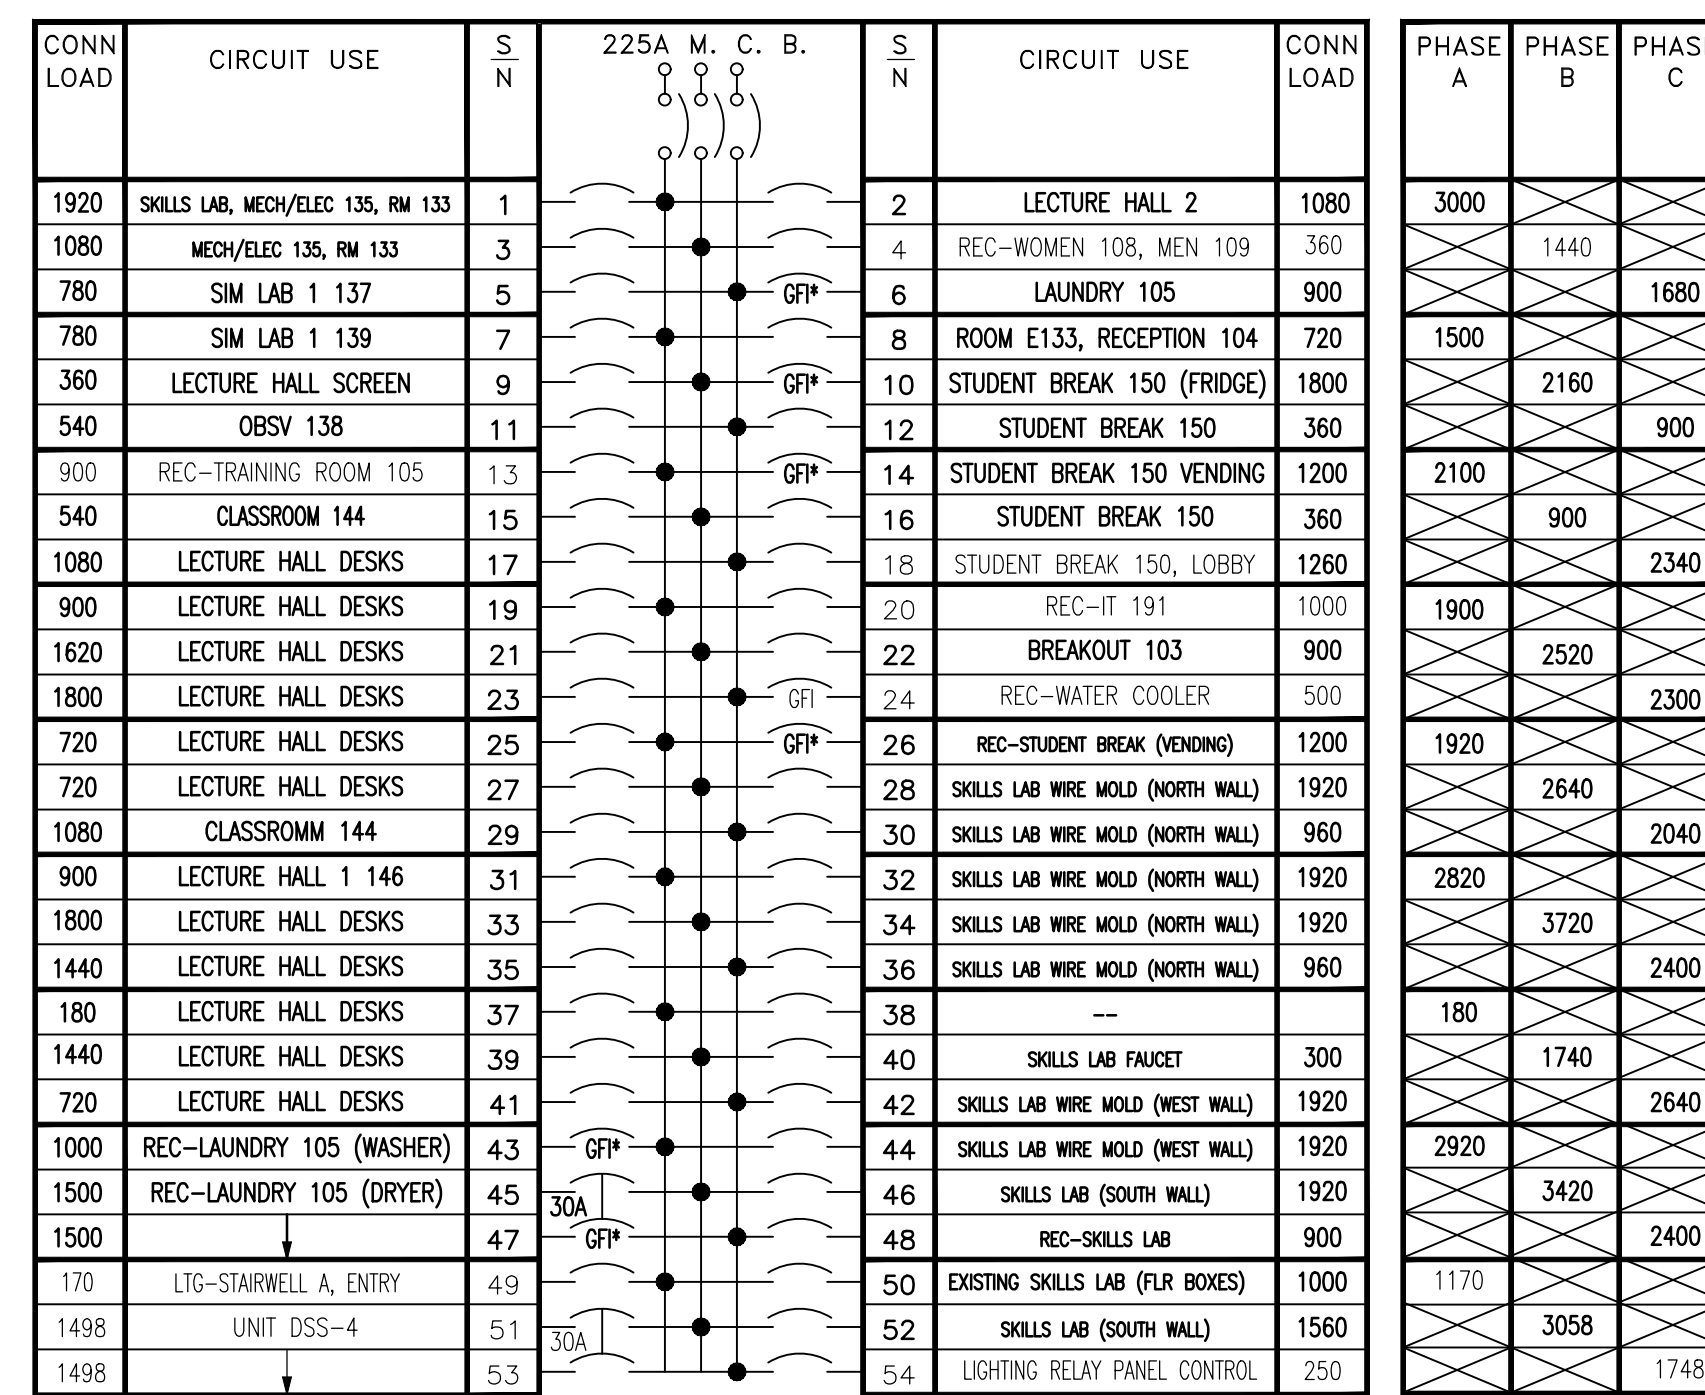 CONN LOAD CIRCUIT USE S/N 225A M. C. B. S/N CIRCUIT USE CONN LOAD PHASE A PHASE B PHASE C
1920 SKILLS LAB, MECH/ELEC 135, RM 133 1 2 LECTURE HALL 2 1080 3000
1080 MECH/ELEC 135, RM 133 3 4 REC-WOMEN 108, MEN 109 360 1440
780 SIM LAB 1 137 5 GFI* 6 LAUNDRY 105 900 1680
780 SIM LAB 1 139 7 8 ROOM E133, RECEPTION 104 720 1500
360 LECTURE HALL SCREEN 9 GFI* 10 STUDENT BREAK 150 (FRIDGE) 1800 2160
540 OBSV 138 11 12 STUDENT BREAK 150 360 900
900 REC-TRAINING ROOM 105 13 GFI* 14 STUDENT BREAK 150 VENDING 1200 2100
540 CLASSROOM 144 15 16 STUDENT BREAK 150 360 900
1080 LECTURE HALL DESKS 17 18 STUDENT BREAK 150, LOBBY 1260 2340
900 LECTURE HALL DESKS 19 20 REC-IT 191 1000 1900
1620 LECTURE HALL DESKS 21 22 BREAKOUT 103 900 2520
1800 LECTURE HALL DESKS 23 GFI 24 REC-WATER COOLER 500 2300
720 LECTURE HALL DESKS 25 GFI* 26 REC-STUDENT BREAK (VENDING) 1200 1920
720 LECTURE HALL DESKS 27 28 SKILLS LAB WIRE MOLD (NORTH WALL) 1920 2640
1080 CLASSROMM 144 29 30 SKILLS LAB WIRE MOLD (NORTH WALL) 960 2040
900 LECTURE HALL 1 146 31 32 SKILLS LAB WIRE MOLD (NORTH WALL) 1920 2820
1800 LECTURE HALL DESKS 33 34 SKILLS LAB WIRE MOLD (NORTH WALL) 1920 3720
1440 LECTURE HALL DESKS 35 36 SKILLS LAB WIRE MOLD (NORTH WALL) 960 2400
180 LECTURE HALL DESKS 37 38 -- 180
1440 LECTURE HALL DESKS 39 40 SKILLS LAB FAUCET 300 1740
720 LECTURE HALL DESKS 41 42 SKILLS LAB WIRE MOLD (WEST WALL) 1920 2640
1000 REC-LAUNDRY 105 (WASHER) 43 GFI* 44 SKILLS LAB WIRE MOLD (WEST WALL) 1920 2920
1500 REC-LAUNDRY 105 (DRYER) 45 30A 46 SKILLS LAB (SOUTH WALL) 1920 3420
1500 47 GFI* 48 REC-SKILLS LAB 900 2400
170 LTG-STAIRWELL A, ENTRY 49 50 EXISTING SKILLS LAB (FLR BOXES) 1000 1170
1498 UNIT DSS-4 51 30A 52 SKILLS LAB (SOUTH WALL) 1560 3058
1498 53 54 LIGHTING RELAY PANEL CONTROL 250 1748